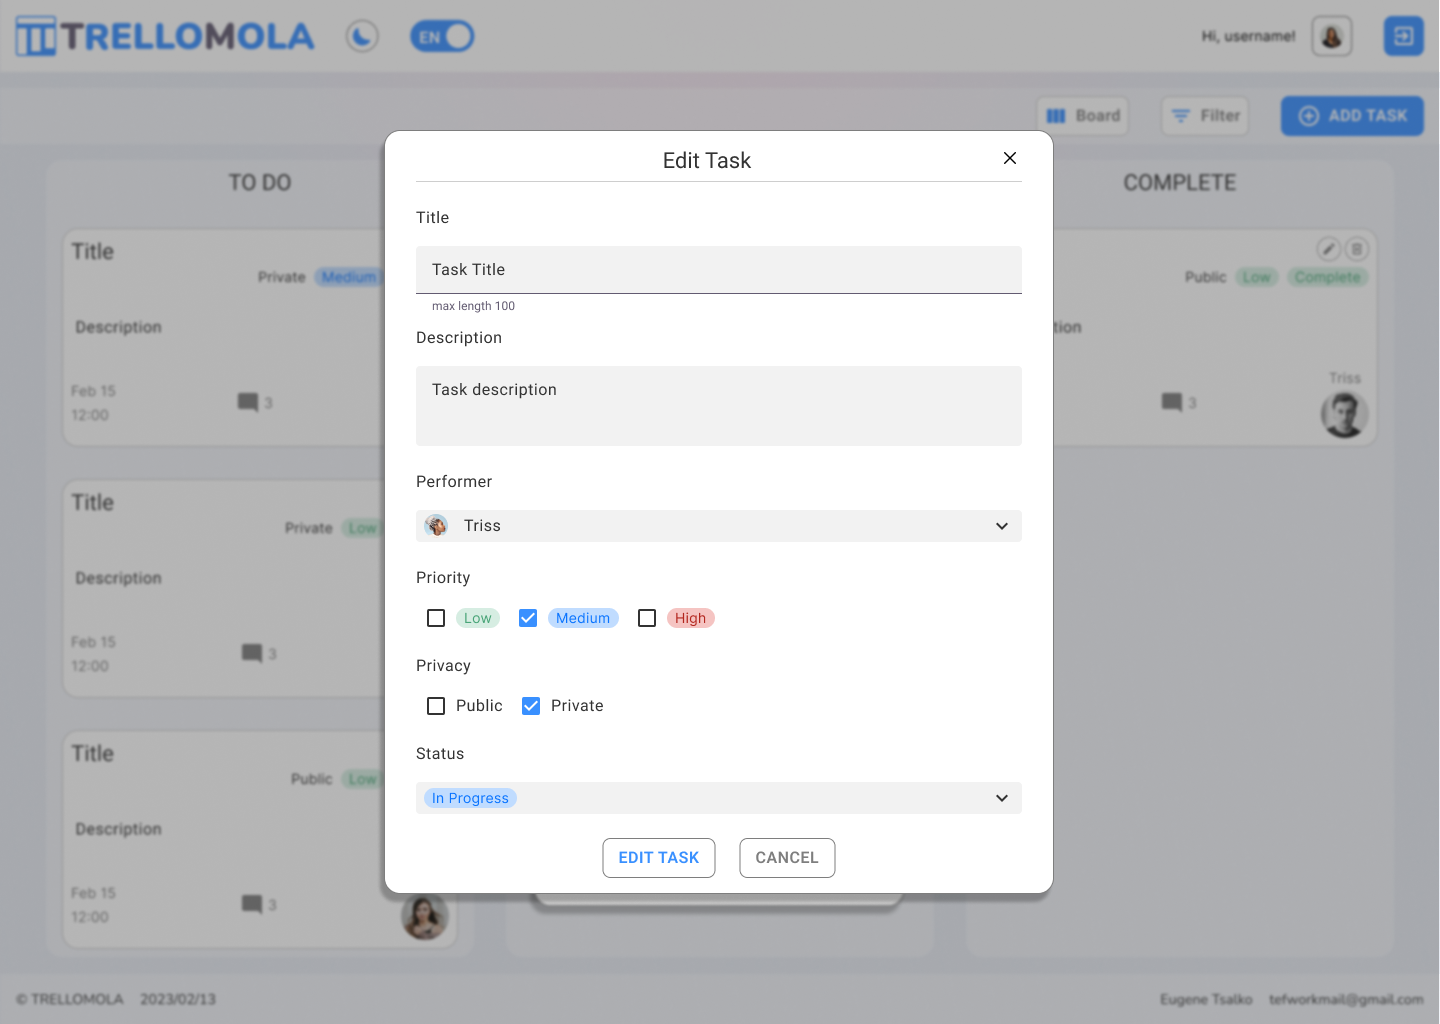 TRELLOMOLA
EN
Hi, username!
Board
Filter
ADD TASK
TO DO
COMPLETE
Title
Private Medium
Description
Feb 15
12:00
3
Title
Private Low
Description
Feb 15
12:00
3
Title
Public Low
Description
Feb 15
12:00
3
Edit Task
Title
Task Title
max length 100
Description
Task description
Performer
Triss
Priority
Low Medium High
Privacy
Public Private
Status
In Progress
EDIT TASK
CANCEL
Public Low Complete
tion
Triss
3
© TRELLOMOLA 2023/02/13
Eugene Tsalko tefworkmail@gmail.com